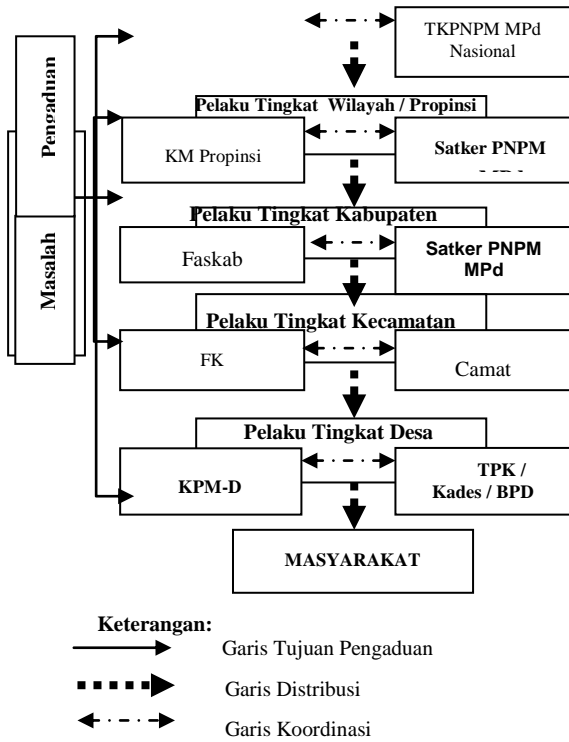 TKPNPM MPd
Nasional
Pengaduan
Masalah
Pelaku Tingkat Wilayah / Propinsi
KM Propinsi
Satker PNPM
Pelaku Tingkat Kabupaten
Faskab
Satker PNPM
MPd
Pelaku Tingkat Kecamatan
FK
Camat
Pelaku Tingkat Desa
KPM-D
TPK /
Kades / BPD
MASYARAKAT
Keterangan:
Garis Tujuan Pengaduan
Garis Distribusi
Garis Koordinasi